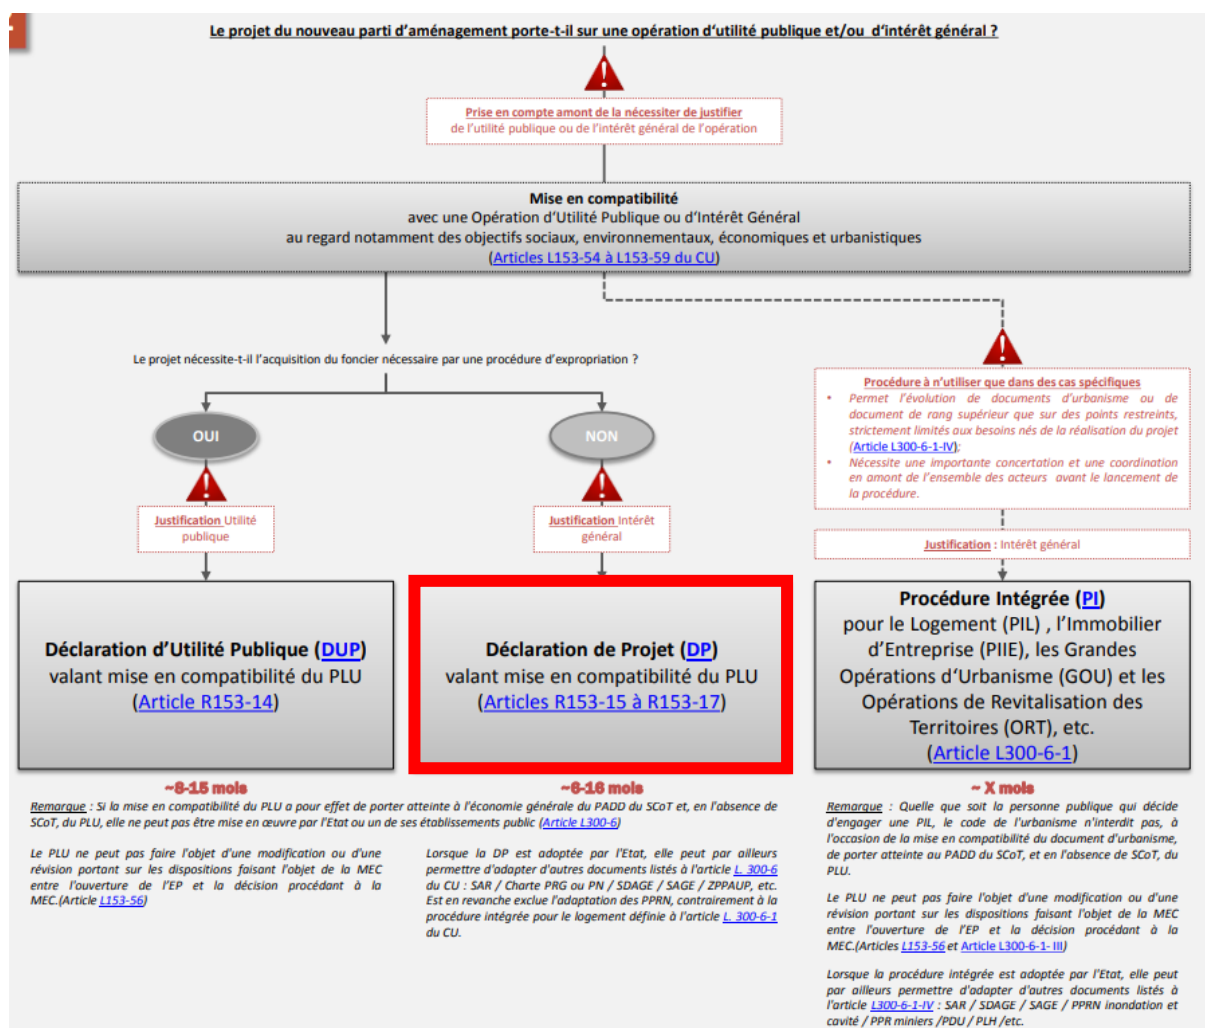 Le projet du nouveau parti d'aménagement porte-t-il sur une opération d'utilité publique et/ou d'intérêt général ?
Prise en compte amont de la nécessiter de justifier
de l'utilité publique ou de l'intérêt général de l'opération
Mise en compatibilité
avec une Opération d'Utilité Publique ou d'Intérêt Général
au regard notamment des objectifs sociaux, environnementaux, économiques et urbanistiques
(Articles L153-54 à L153-59 du CU)
Le projet nécessite-t-il l'acquisition du foncier nécessaire par une procédure d'expropriation ?
OUI
NON
Justification Utilité
publique
Justification Intérêt
général
Procédure à n'utiliser que dans des cas spécifiques
• Permet l'évolution de documents d'urbanisme ou de
document de rang supérieur que sur des points restreints,
strictement limités aux besoins nés de la réalisation du projet
(Article L300-6-1-IV);
• Nécessite une importante concertation et une coordination
en amont de l'ensemble des acteurs avant le lancement de
la procédure.
Justification : Intérêt général
Déclaration d'Utilité Publique (DUP)
valant mise en compatibilité du PLU
(Article R153-14)
Déclaration de Projet (DP)
valant mise en compatibilité du PLU
(Articles R153-15 à R153-17)
Procédure Intégrée (PI)
pour le Logement (PIL) , l'Immobilier
d'Entreprise (PIIE), les Grandes
Opérations d'Urbanisme (GOU) et les
Opérations de Revitalisation des
Territoires (ORT), etc.
(Article L300-6-1)
~8-15 mois
~6-16 mois
~ X mois
Remarque : Si la mise en compatibilité du PLU a pour effet de porter atteinte à l'économie générale du PADD du SCoT et, en l'absence de
SCoT, du PLU, elle ne peut pas être mise en œuvre par l'Etat ou un de ses établissements public (Article L300-6)
Le PLU ne peut pas faire l'objet d'une modification ou d'une
révision portant sur les dispositions faisant l'objet de la MEC
entre l'ouverture de l'EP et la décision procédant à la
MEC.(Article L153-56)
Lorsque la DP est adoptée par l'Etat, elle peut par ailleurs
permettre d'adapter d'autres documents listés à l'article L. 300-6
du CU : SAR / Charte PRG ou PN / SDAGE / SAGE / ZPPAUP, etc.
Est en revanche exclue l'adaptation des PPRN, contrairement à la
procédure intégrée pour le logement définie à l'article L. 300-6-1
du CU.
Remarque : Quelle que soit la personne publique qui décide
d'engager une PIL, le code de l'urbanisme n'interdit pas, à
l'occasion de la mise en compatibilité du document d'urbanisme,
de porter atteinte au PADD du SCoT, et en l'absence de SCoT, du
PLU.
Le PLU ne peut pas faire l'objet d'une modification ou d'une
révision portant sur les dispositions faisant l'objet de la MEC
entre l'ouverture de l'EP et la décision procédant à la
MEC.(Articles L153-56 et Article L300-6-1- III)
Lorsque la procédure intégrée est adoptée par l'Etat, elle peut
par ailleurs permettre d'adapter d'autres documents listés à
l'article L300-6-1-IV : SAR / SDAGE / SAGE / PPRN inondation et
cavité / PPR miniers /PDU / PLH /etc.